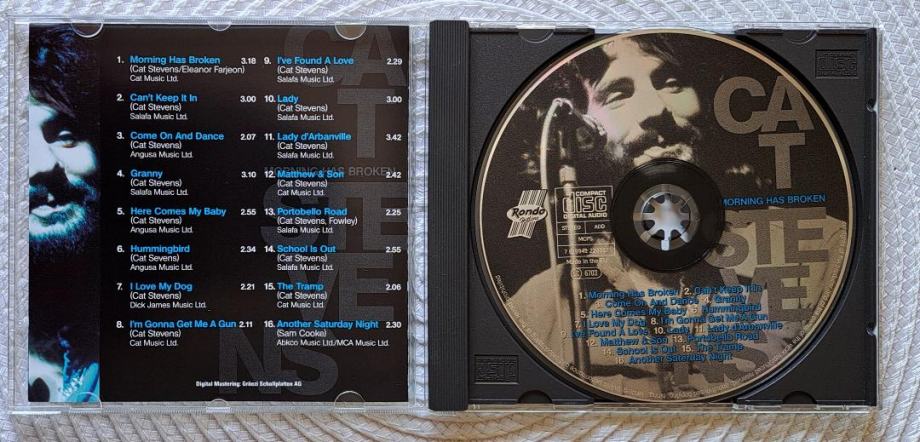 CAT
STEVENS
MORNING HAS BROKEN
1. Morning Has Broken 3.18
(Cat Stevens/Eleanor Farjeon)
Cat Music Ltd.
2. Can't Keep It In 3.00
(Cat Stevens)
Salafa Music Ltd.
3. Come On And Dance 2.07
(Cat Stevens)
Angusa Music Ltd.
4. Granny 3.10
(Cat Stevens)
Salafa Music Ltd.
5. Here Comes My Baby 2.55
(Cat Stevens)
Angusa Music Ltd.
6. Hummingbird 2.34
(Cat Sevens)
Angusa Music Ltd.
7. I Love My Dog 2.21
(Cat Stevens)
Dick James Music Ltd.
8. I'm Gonna Get Me A Gun 2.11
(Cat Stevens)
Cat Music Ltd.
9. I've Found A Love 2.29
(Cat Stevens)
Salafa Music Ltd.
10. Lady 3.00
(Cat Stevens)
Salafa Music Ltd.
11. Lady d'Arbanville 3.42
(Cat Stevens)
Salafa Music Ltd.
12. Matthew & Son 2.42
(Cat Stevens)
Cat Music Ltd.
13. Portobello Road 2.25
(Cat Stevens, Fowley)
Salafa Music Ltd.
14. School Is Out 2.55
(Cat Stevens)
Salafa Music Ltd.
15. The Tramp 2.06
(Cat Stevens)
Cat Music Ltd.
16. Another Saturday Night 2.30
(Sam Cooke)
Abkco Music Ltd./MCA Music Ltd.
Digital Mastering: Grünzi Schallplatten AG
CAT
STEVENS
MORNING HAS BROKEN
Rondo
COMPACT
disc
DIGITAL AUDIO
STEREO ADD
MCPS
Made in the EU
6703
1. Morning Has Broken 2. Can't Keep It In
3. Come On And Dance 4. Granny
5. Here Comes My Baby 6. Hummingbird
7. I Love My Dog 8. I'm Gonna Get Me A Gun
9. I've Found A Love 10. Lady 11. Lady d'Arbanville
12. Matthew & Son 13. Portobello Road
14. School Is Out 15. The Tramp
16. Another Saterday Night